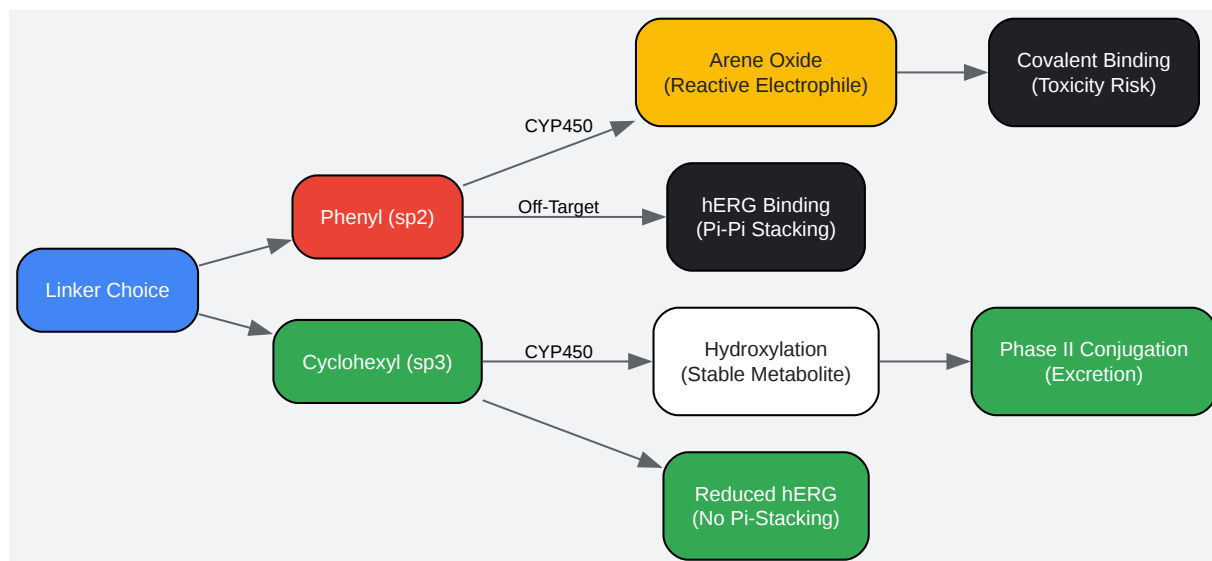 Linker Choice
Phenyl (sp2)
Cyclohexyl (sp3)
CYP450
Off-Target
CYP450
Arene Oxide
(Reactive Electrophile)
hERG Binding
(Pi-Pi Stacking)
Hydroxylation
(Stable Metabolite)
Reduced hERG
(No Pi-Stacking)
Covalent Binding
(Toxicity Risk)
Phase II Conjugation
(Excretion)